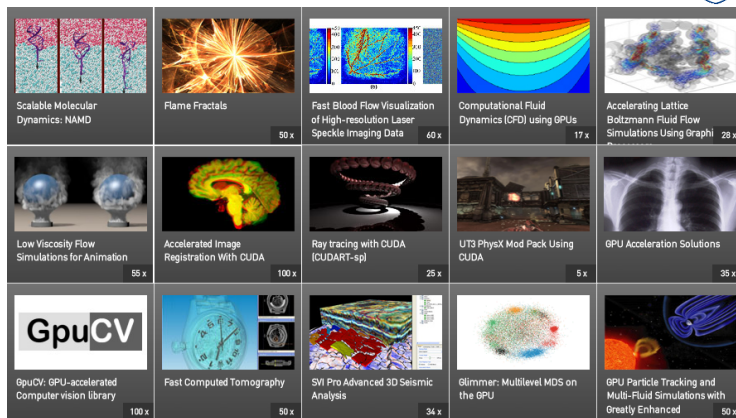 Scalable Molecular
Dynamics: NAMD
Flame Fractals
50 x
Fast Blood Flow Visualization
of High-resolution Laser
Speckle Imaging Data
60 x
Computational Fluid
Dynamics (CFD) using GPUs
17 x
Accelerating Lattice
Boltzmann Fluid Flow
Simulations Using Graphi
28 x
Low Viscosity Flow
Simulations for Animation
55 x
Accelerated Image
Registration With CUDA
100 x
Ray tracing with CUDA
(CUDART-sp)
25 x
UT3 PhysX Mod Pack Using
CUDA
5 x
GPU Acceleration Solutions
35 x
GpuCV
GpuCV: GPU-accelerated
Computer vision library
100 x
Fast Computed Tomography
50 x
SVI Pro Advanced 3D Seismic
Analysis
34 x
Glimmer: Multilevel MDS on
the GPU
GPU Particle Tracking and
Multi-Fluid Simulations with
Greatly Enhanced
50 x